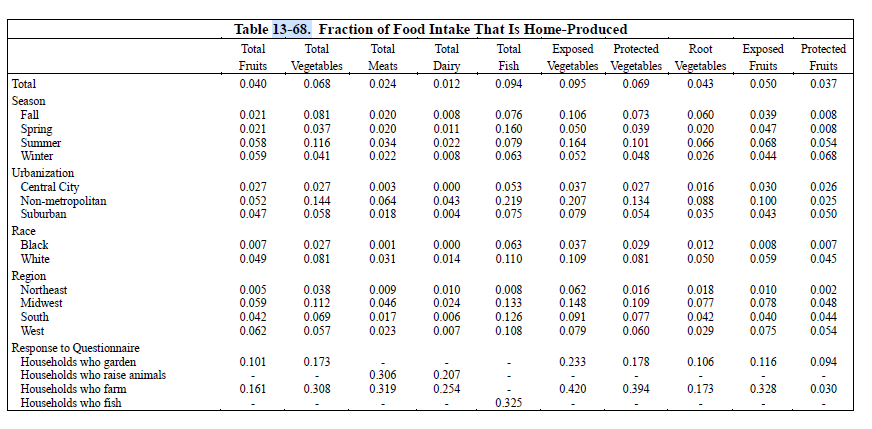 Table 13-68. Fraction of Food Intake That Is Home-Produced
Total Total Total Total Total Exposed Protected Root Exposed Protected
Fruits Vegetables Meats Dairy Fish Vegetables Vegetables Vegetables Fruits Fruits
Total 0.040 0.068 0.024 0.012 0.094 0.095 0.069 0.043 0.050 0.037
Season
Fall 0.021 0.081 0.020 0.008 0.076 0.106 0.073 0.060 0.039 0.008
Spring 0.021 0.037 0.020 0.011 0.160 0.050 0.039 0.020 0.047 0.008
Summer 0.058 0.116 0.034 0.022 0.079 0.164 0.101 0.066 0.068 0.054
Winter 0.059 0.041 0.022 0.008 0.063 0.052 0.048 0.026 0.044 0.068
Urbanization
Central City 0.027 0.027 0.003 0.000 0.053 0.037 0.027 0.016 0.030 0.026
Non-metropolitan 0.052 0.144 0.064 0.043 0.219 0.207 0.134 0.088 0.100 0.025
Suburban 0.047 0.058 0.018 0.004 0.075 0.079 0.054 0.035 0.043 0.050
Race
Black 0.007 0.027 0.001 0.000 0.063 0.037 0.029 0.012 0.008 0.007
White 0.049 0.081 0.031 0.014 0.110 0.109 0.081 0.050 0.059 0.045
Region
Northeast 0.005 0.038 0.009 0.010 0.008 0.062 0.016 0.018 0.010 0.002
Midwest 0.059 0.112 0.046 0.024 0.133 0.148 0.109 0.077 0.078 0.048
South 0.042 0.069 0.017 0.006 0.126 0.091 0.077 0.042 0.040 0.044
West 0.062 0.057 0.023 0.007 0.108 0.079 0.060 0.029 0.075 0.054
Response to Questionnaire
Households who garden 0.101 0.173 - - - 0.233 0.178 0.106 0.116 0.094
Households who raise animals - - 0.306 0.207 - - - - - -
Households who farm 0.161 0.308 0.319 0.254 - 0.420 0.394 0.173 0.328 0.030
Households who fish - - - - 0.325 - - - - -